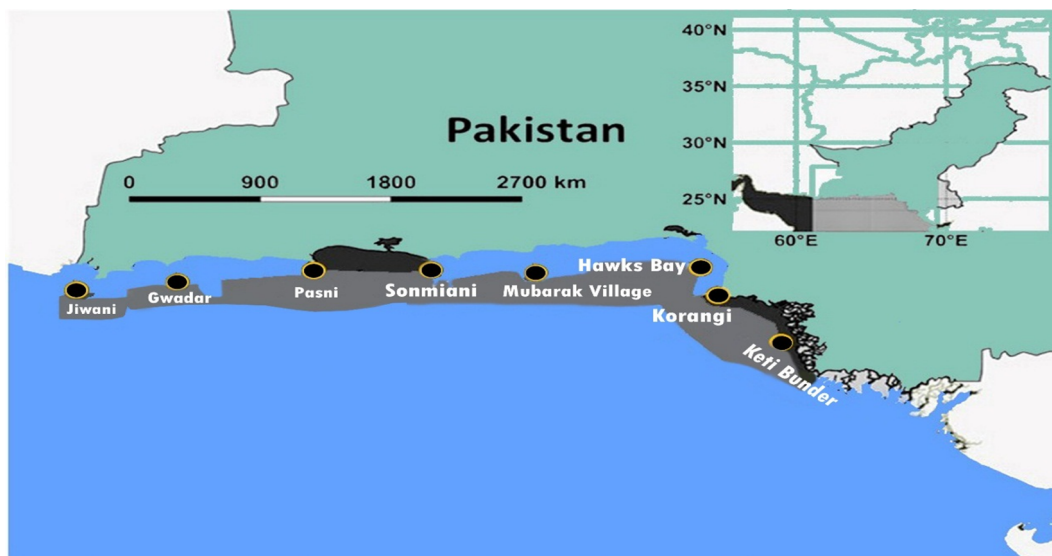 Pakistan
0 900 1800 2700 km
40°N
35°N
30°N
25°N
60°E 70°E
Jiwani
Gwadar
Pasni
Sonmiani
Mubarak Village
Hawks Bay
Korangi
Keti Bunder